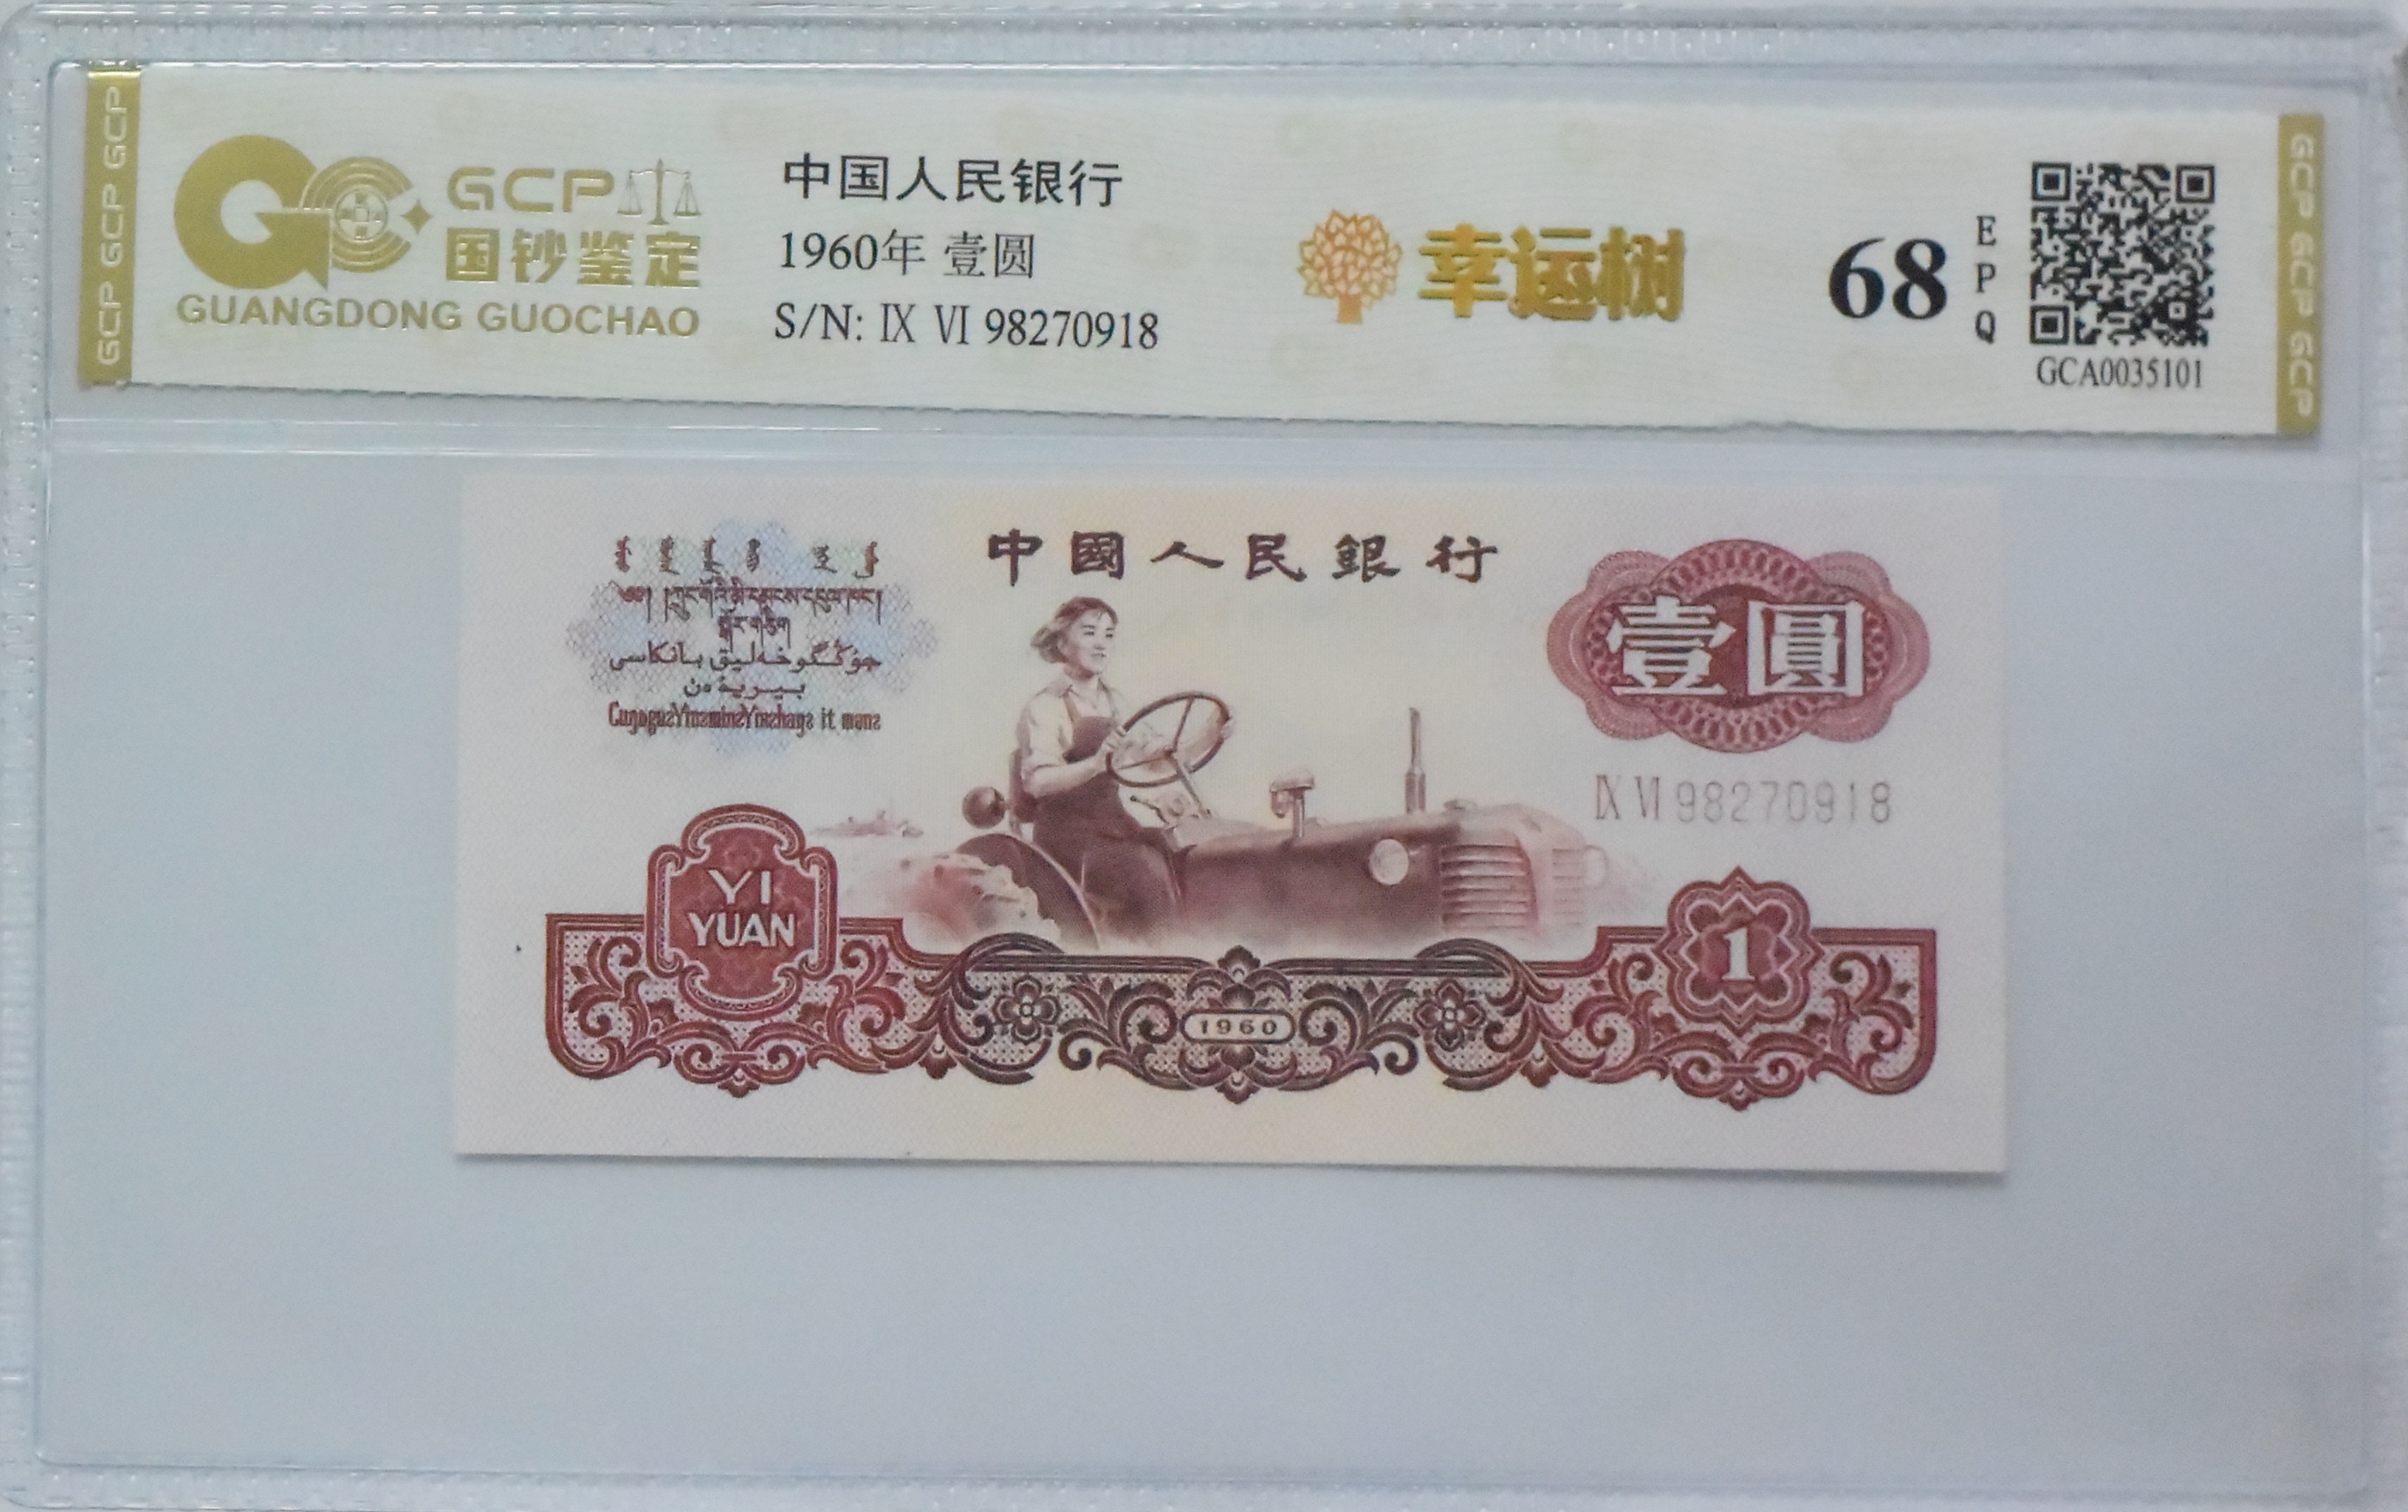 GCP GCP GCP
GCP
国钞鉴定
GUANGDONG GUOCHAO
中国人民银行
1960年 壹圆
S/N: IX VI 98270918
幸运树
68
E
P
Q
GCA0035101
GCP GCP GCP
中國人民銀行
壹圓
IX VI 98270918
YI
YUAN
1960
1